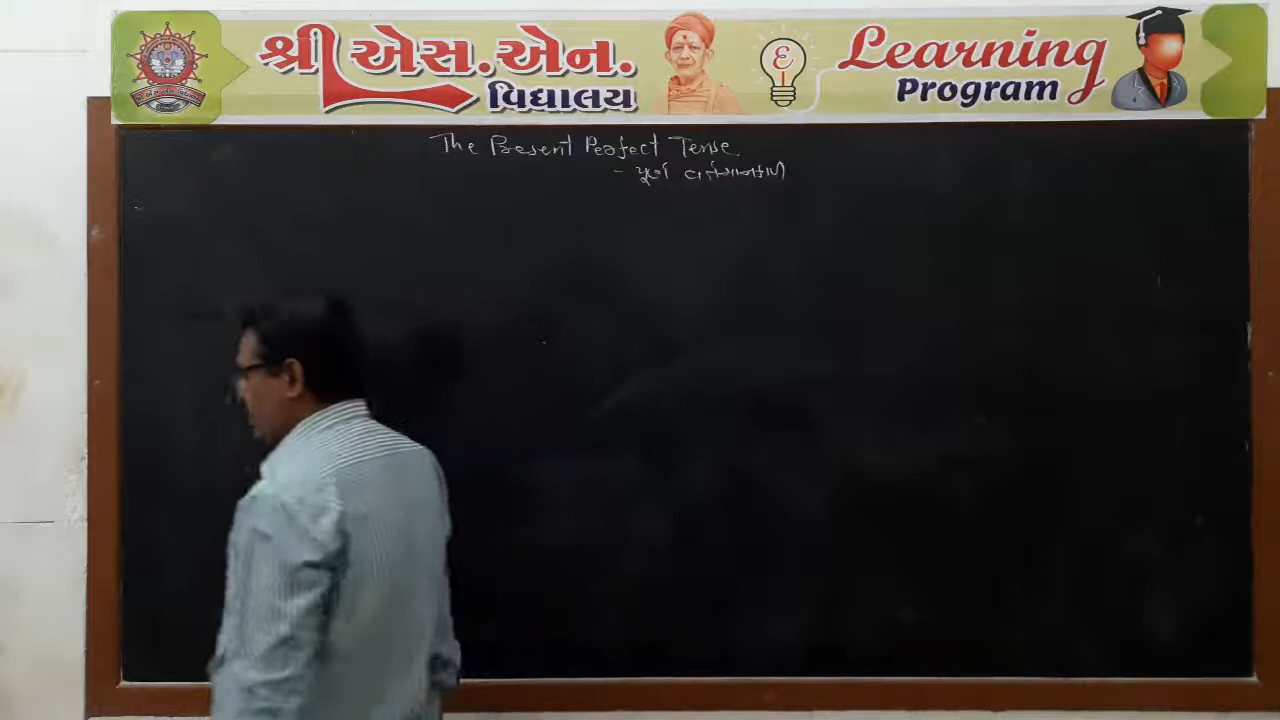 શ્રી એસ.એન.
વિદ્યાલય
ε
Learning
Program
The Present Perfect Tense
- પૂર્ણ વર્તમાનકાળ